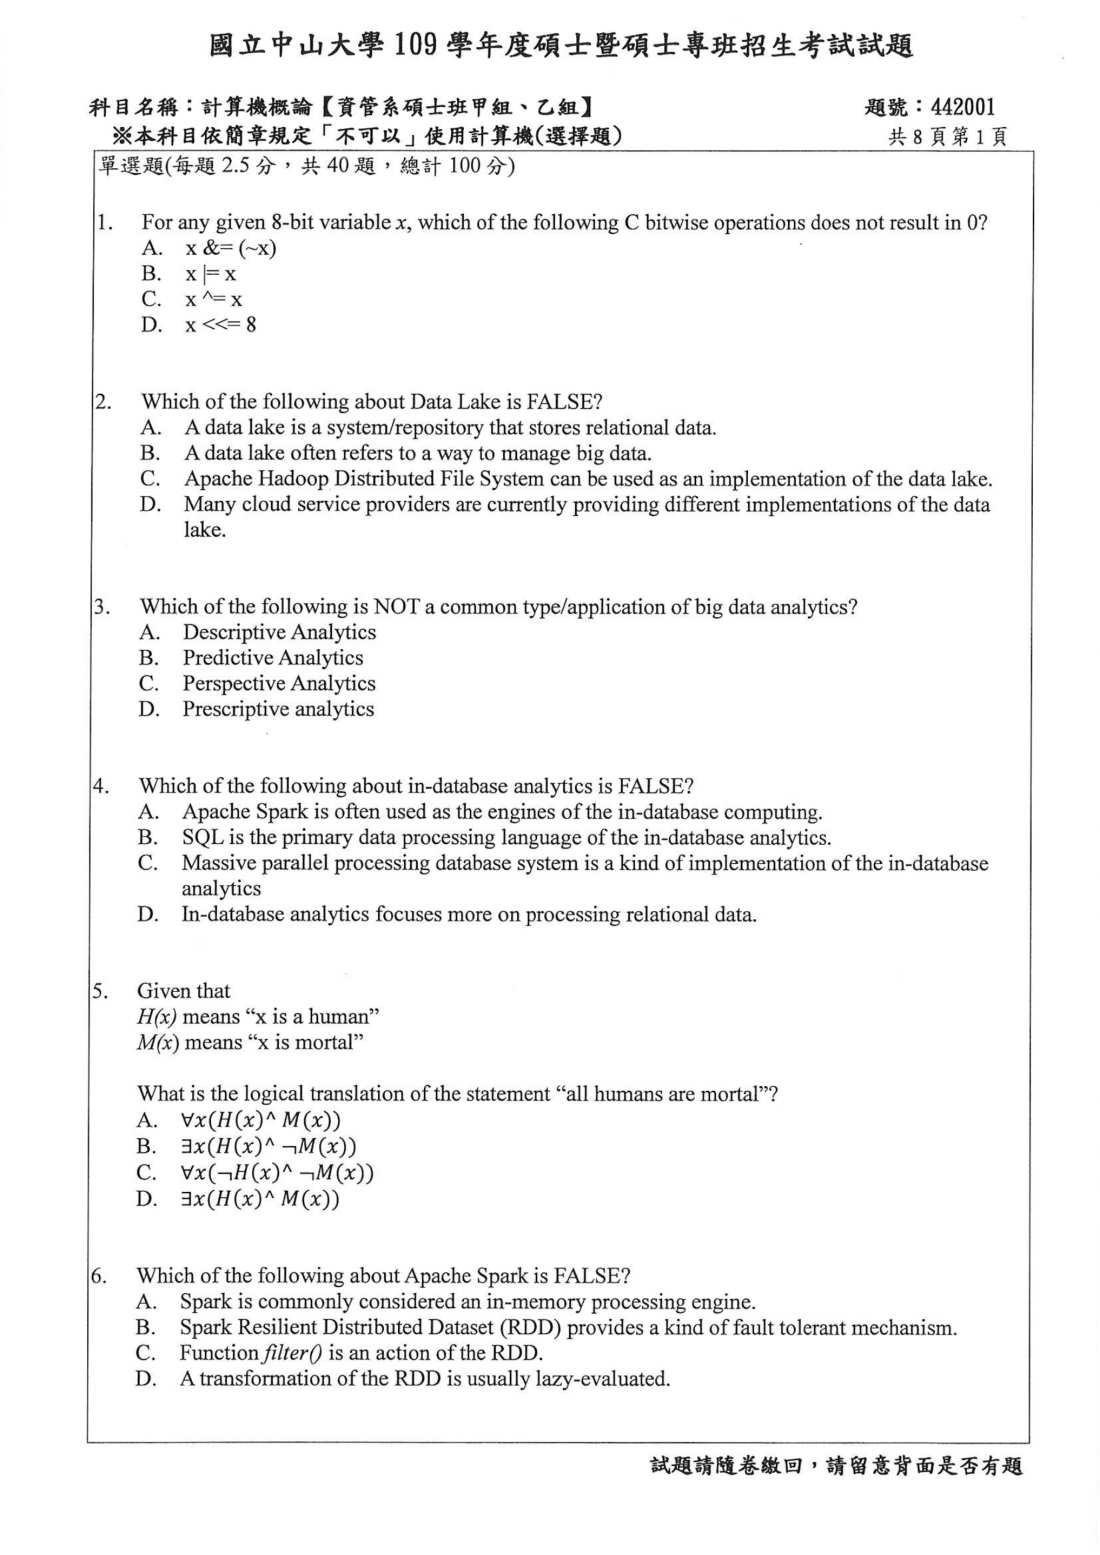 國立中山大學 109 學年度碩士暨碩士專班招生考試試題
科目名稱：計算機概論【資管系碩士班甲組、乙組】 題號：442001
※本科目依簡章規定「不可以」使用計算機(選擇題) 共 8 頁第 1 頁
單選題(每題 2.5 分，共 40 題，總計 100 分)
1. For any given 8-bit variable x, which of the following C bitwise operations does not result in 0?
A. x &= (~x)
B. x |= x
C. x ^= x
D. x <<= 8
2. Which of the following about Data Lake is FALSE?
A. A data lake is a system/repository that stores relational data.
B. A data lake often refers to a way to manage big data.
C. Apache Hadoop Distributed File System can be used as an implementation of the data lake.
D. Many cloud service providers are currently providing different implementations of the data
lake.
3. Which of the following is NOT a common type/application of big data analytics?
A. Descriptive Analytics
B. Predictive Analytics
C. Perspective Analytics
D. Prescriptive analytics
4. Which of the following about in-database analytics is FALSE?
A. Apache Spark is often used as the engines of the in-database computing.
B. SQL is the primary data processing language of the in-database analytics.
C. Massive parallel processing database system is a kind of implementation of the in-database
analytics
D. In-database analytics focuses more on processing relational data.
5. Given that
H(x) means “x is a human”
M(x) means “x is mortal”
What is the logical translation of the statement “all humans are mortal”?
A. ∀x(H(x)^ M(x))
B. ∃x(H(x)^ ¬M(x))
C. ∀x(¬H(x)^ ¬M(x))
D. ∃x(H(x)^ M(x))
6. Which of the following about Apache Spark is FALSE?
A. Spark is commonly considered an in-memory processing engine.
B. Spark Resilient Distributed Dataset (RDD) provides a kind of fault tolerant mechanism.
C. Function filter() is an action of the RDD.
D. A transformation of the RDD is usually lazy-evaluated.
試題請隨卷繳回，請留意背面是否有題